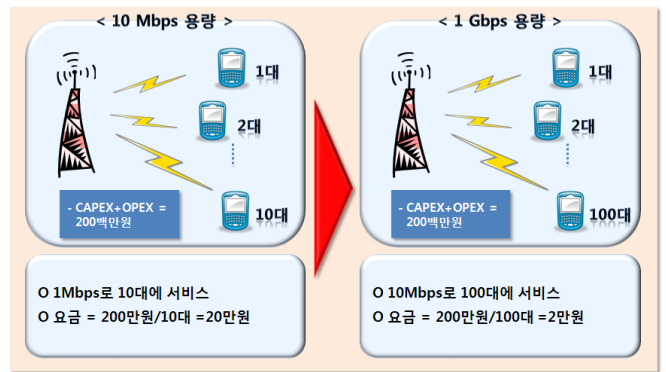 < 10 Mbps 용량 >
1대
2대
10대
- CAPEX+OPEX =
200백만원
O 1Mbps로 10대에 서비스
O 요금 = 200만원/10대 =20만원
< 1 Gbps 용량 >
1대
2대
100대
- CAPEX+OPEX =
200백만원
O 10Mbps로 100대에 서비스
O 요금 = 200만원/100대 =2만원